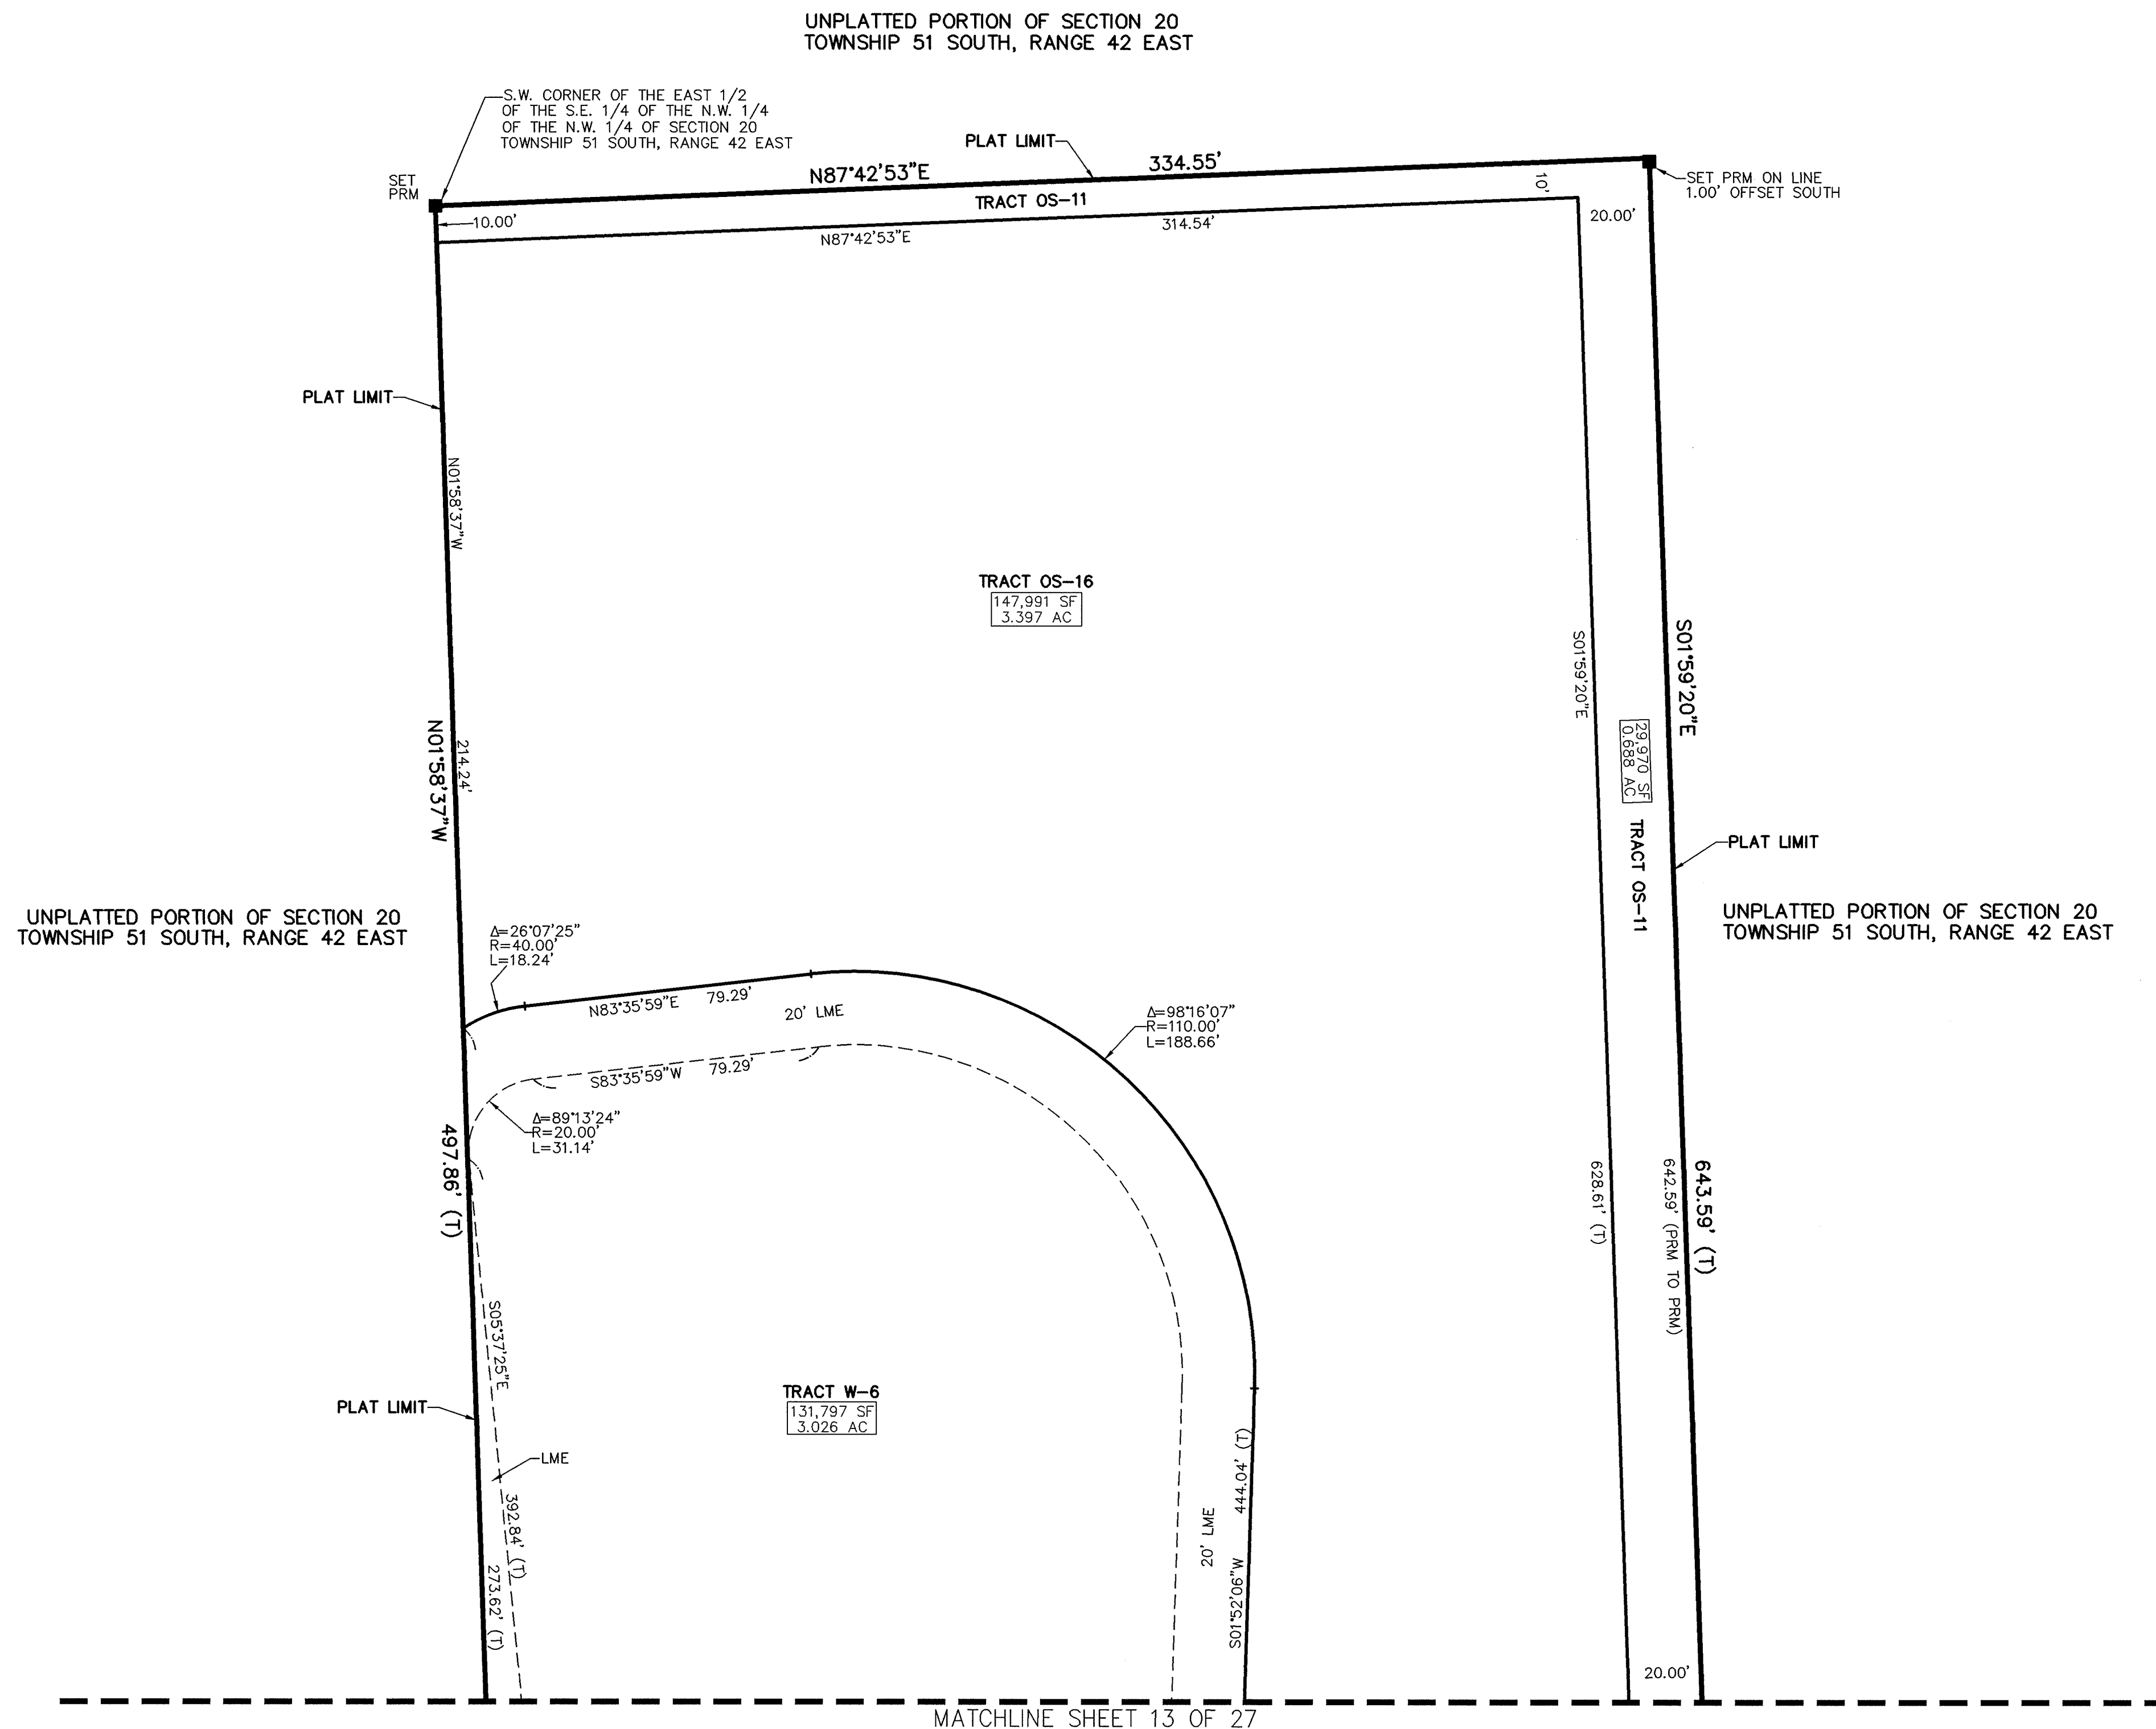 UNPLATTED PORTION OF SECTION 20
TOWNSHIP 51 SOUTH, RANGE 42 EAST
S.W. CORNER OF THE EAST 1/2
OF THE S.E. 1/4 OF THE N.W. 1/4
OF THE N.W. 1/4 OF SECTION 20
TOWNSHIP 51 SOUTH, RANGE 42 EAST
PLAT LIMIT
SET
PRM
N87°42'53"E
334.55'
SET PRM ON LINE
1.00' OFFSET SOUTH
10.00'
TRACT OS-11
10'
20.00'
N87°42'53"E
314.54'
PLAT LIMIT
N01°58'37"W
TRACT OS-16
147,991 SF
3.397 AC
S01°59'20"E
S01°59'20"E
214.24'
N01°58'37"W
29,970 SF
0.688 AC
TRACT OS-11
PLAT LIMIT
UNPLATTED PORTION OF SECTION 20
TOWNSHIP 51 SOUTH, RANGE 42 EAST
UNPLATTED PORTION OF SECTION 20
TOWNSHIP 51 SOUTH, RANGE 42 EAST
Δ=26°07'25"
R=40.00'
L=18.24'
N83°35'59"E
79.29'
20' LME
Δ=98°16'07"
R=110.00'
L=188.66'
S83°35'59"W
79.29'
Δ=89°13'24"
R=20.00'
L=31.14'
497.86' (T)
628.61' (T)
642.59' (PRM TO PRM)
643.59' (T)
S05°37'25"E
PLAT LIMIT
TRACT W-6
131,797 SF
3.026 AC
LME
392.84' (T)
273.62' (T)
20' LME
444.04' (T)
S01°52'06"W
20.00'
MATCHLINE SHEET 13 OF 27